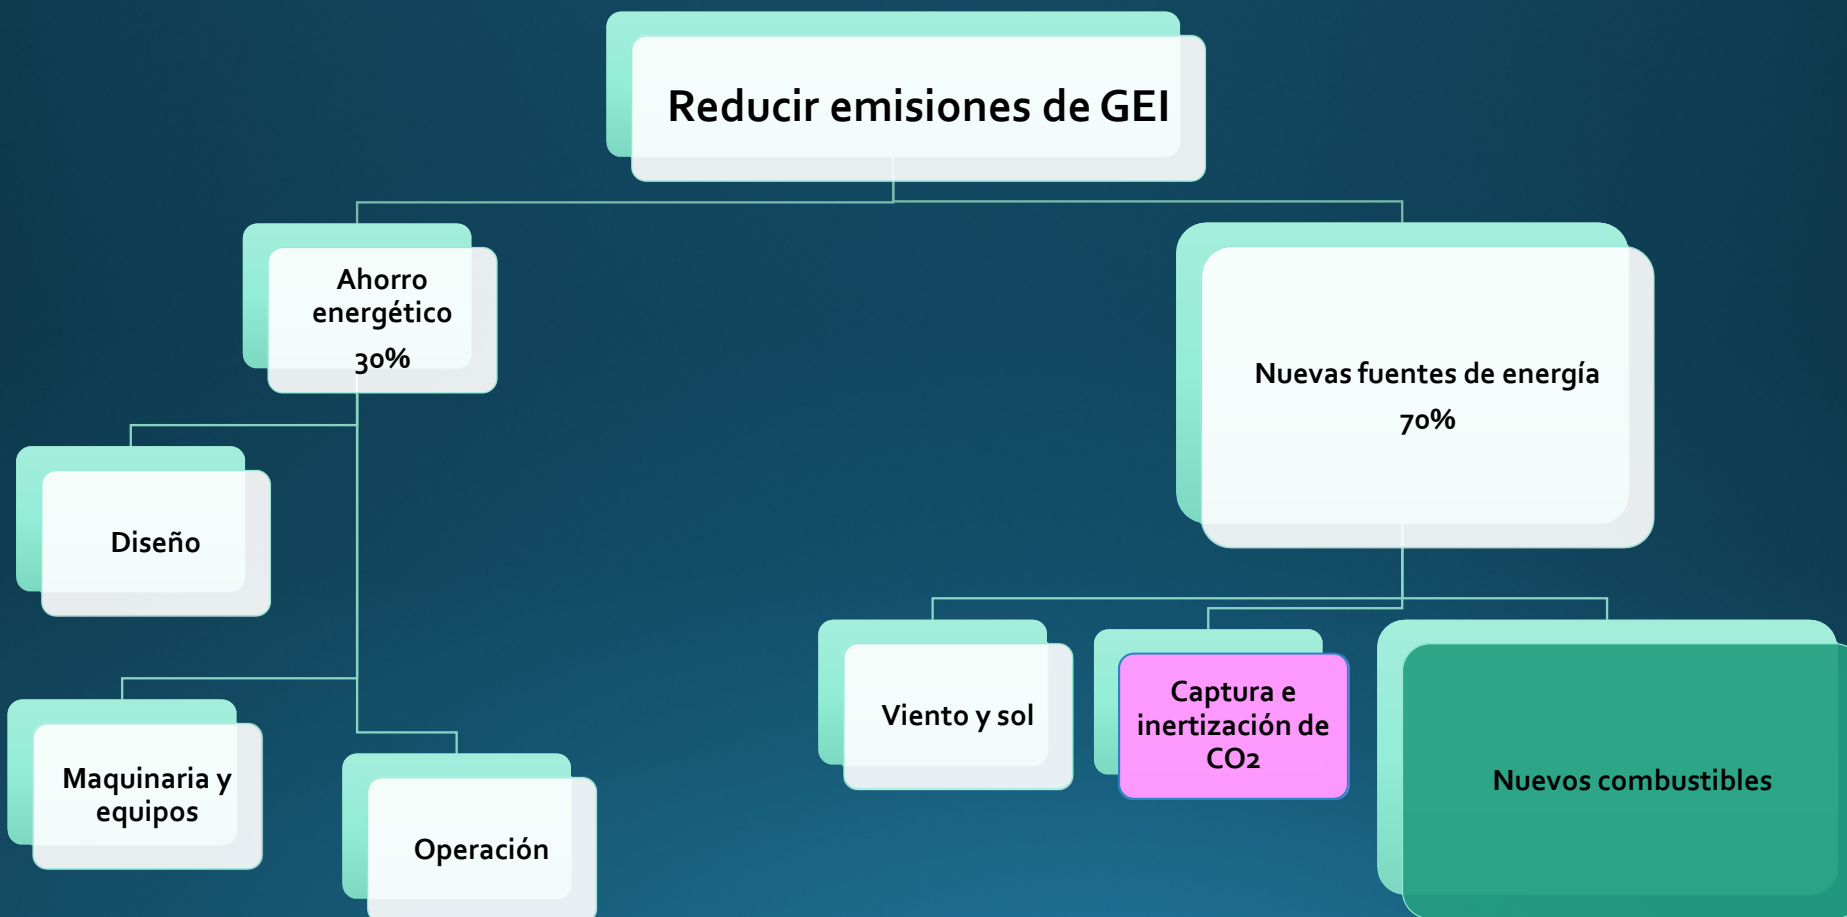 Reducir emisiones de GEI
Ahorro
energético
30%
Nuevas fuentes de energía
70%
Diseño
Maquinaria y
equipos
Operación
Viento y sol
Captura e
inertización de
CO2
Nuevos combustibles